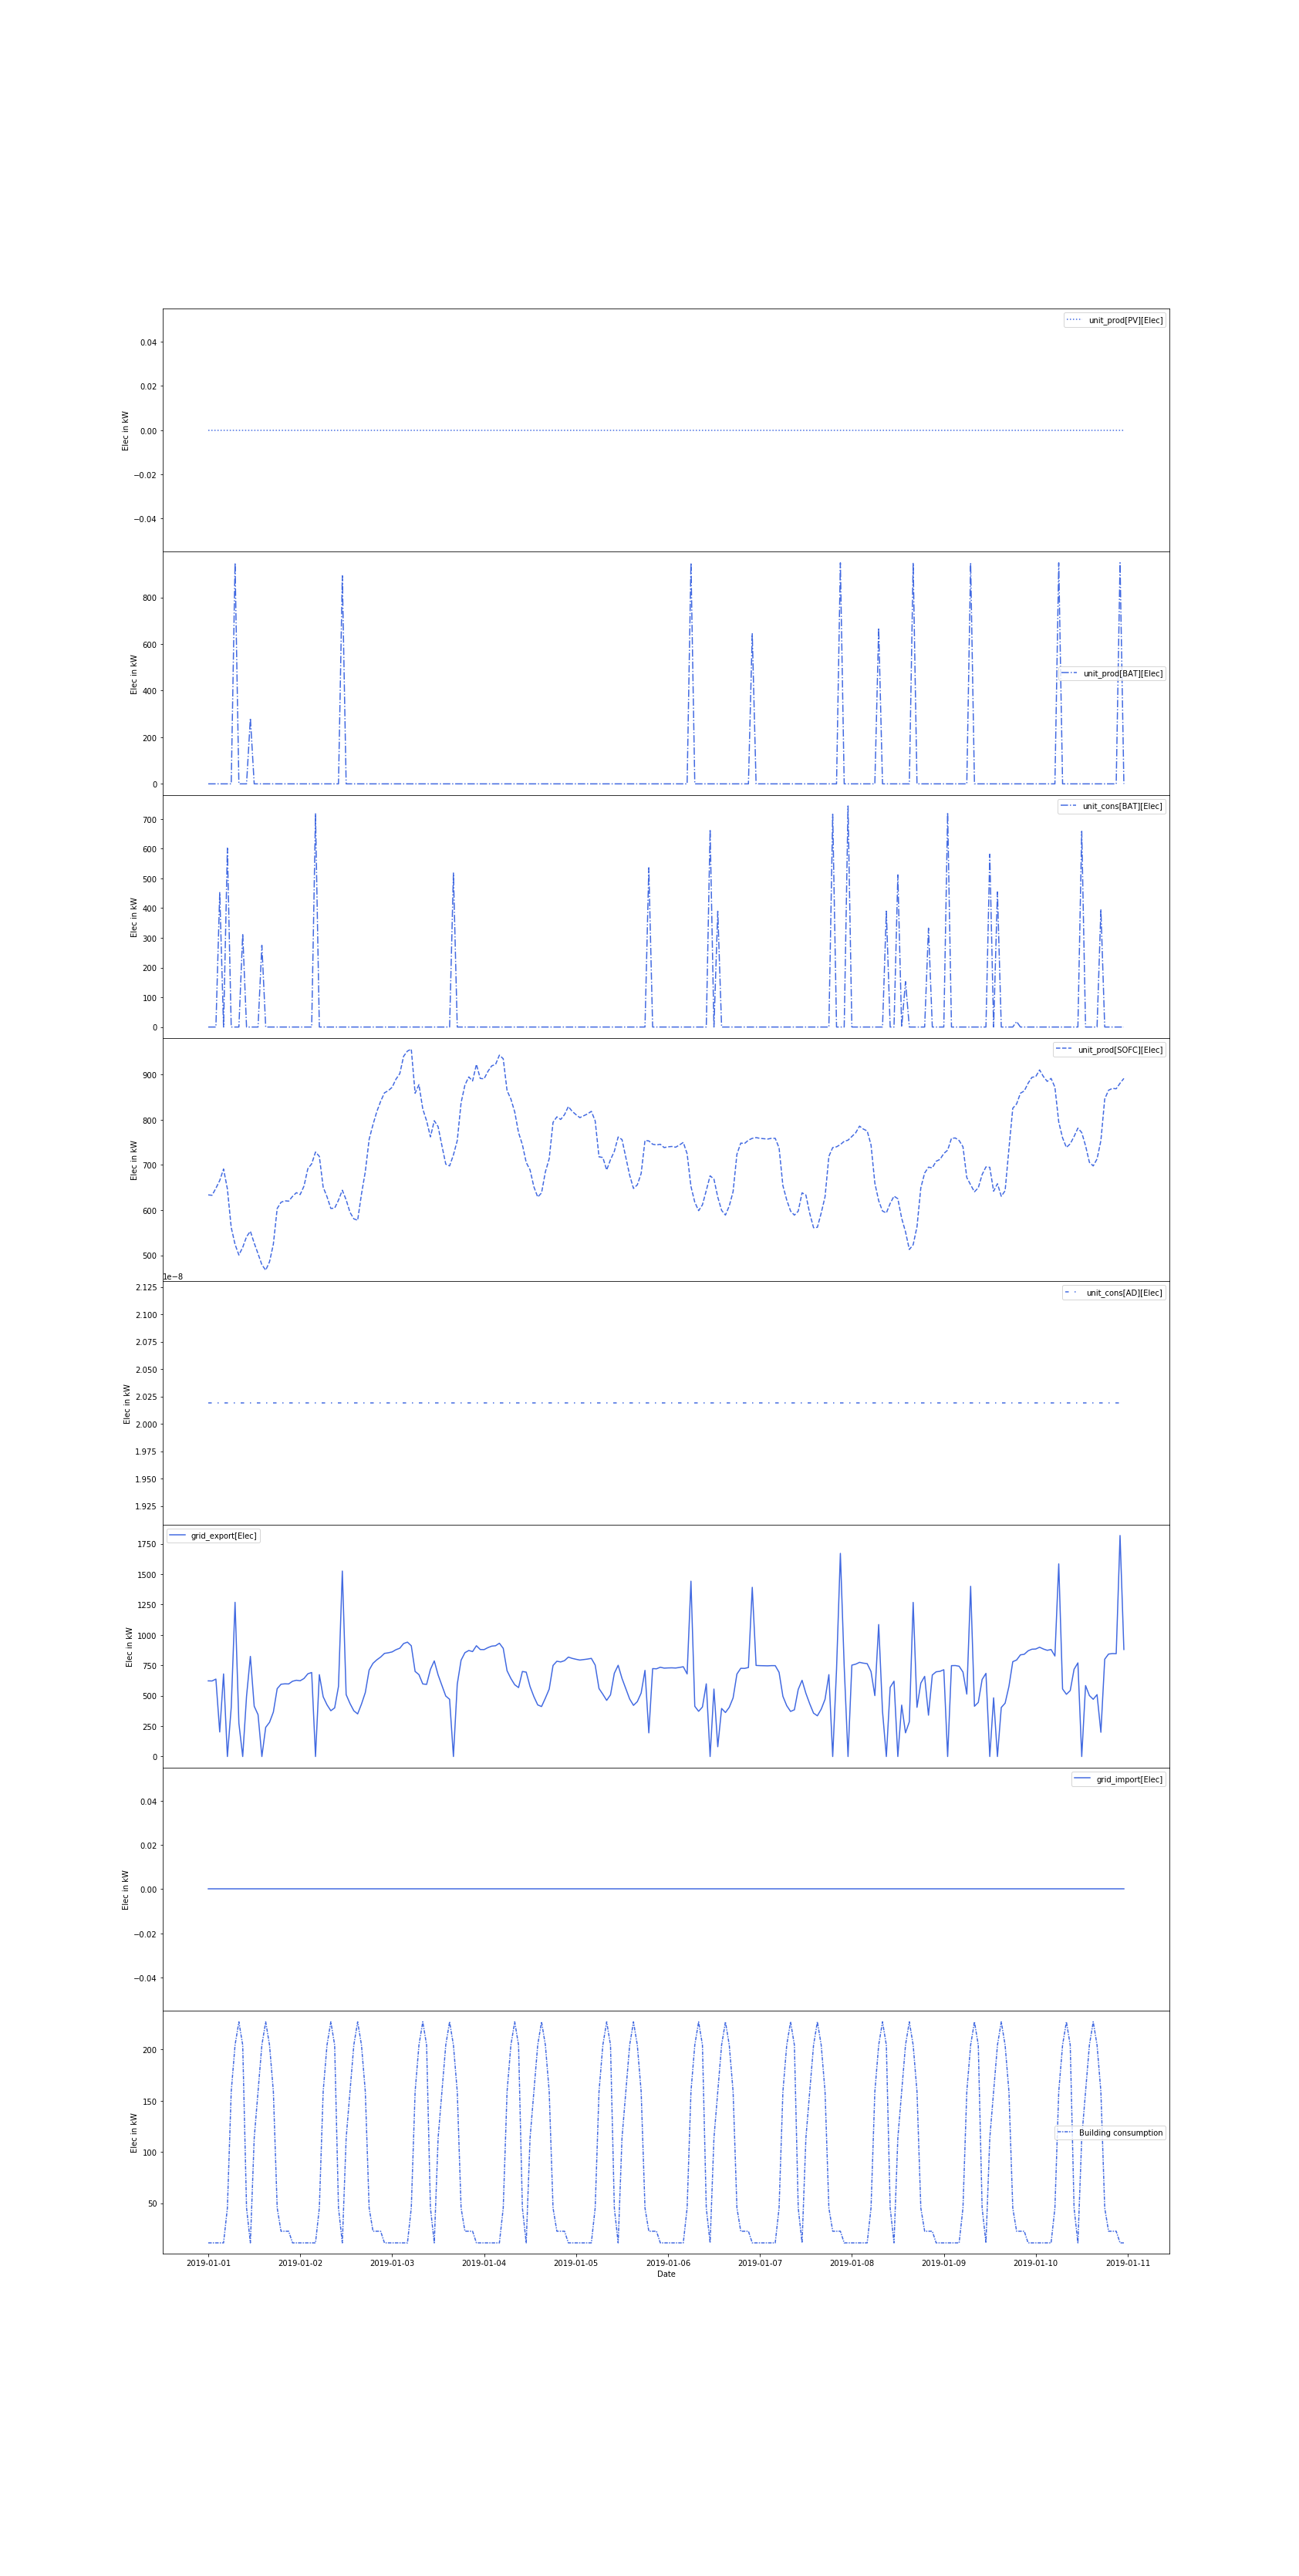 unit_prod[PV][Elec]
0.04
0.02
0.00
−0.02
−0.04
Elec in kW
800
600
400
200
0
Elec in kW
unit_prod[BAT][Elec]
unit_cons[BAT][Elec]
700
600
500
400
300
200
100
0
Elec in kW
unit_prod[SOFC][Elec]
900
800
700
600
500
Elec in kW
1e−8
unit_cons[AD][Elec]
2.125
2.100
2.075
2.050
2.025
2.000
1.975
1.950
1.925
Elec in kW
grid_export[Elec]
1750
1500
1250
1000
750
500
250
0
Elec in kW
grid_import[Elec]
0.04
0.02
0.00
−0.02
−0.04
Elec in kW
200
150
100
50
Elec in kW
Building consumption
2019-01-01 2019-01-02 2019-01-03 2019-01-04 2019-01-05 2019-01-06 2019-01-07 2019-01-08 2019-01-09 2019-01-10 2019-01-11
Date